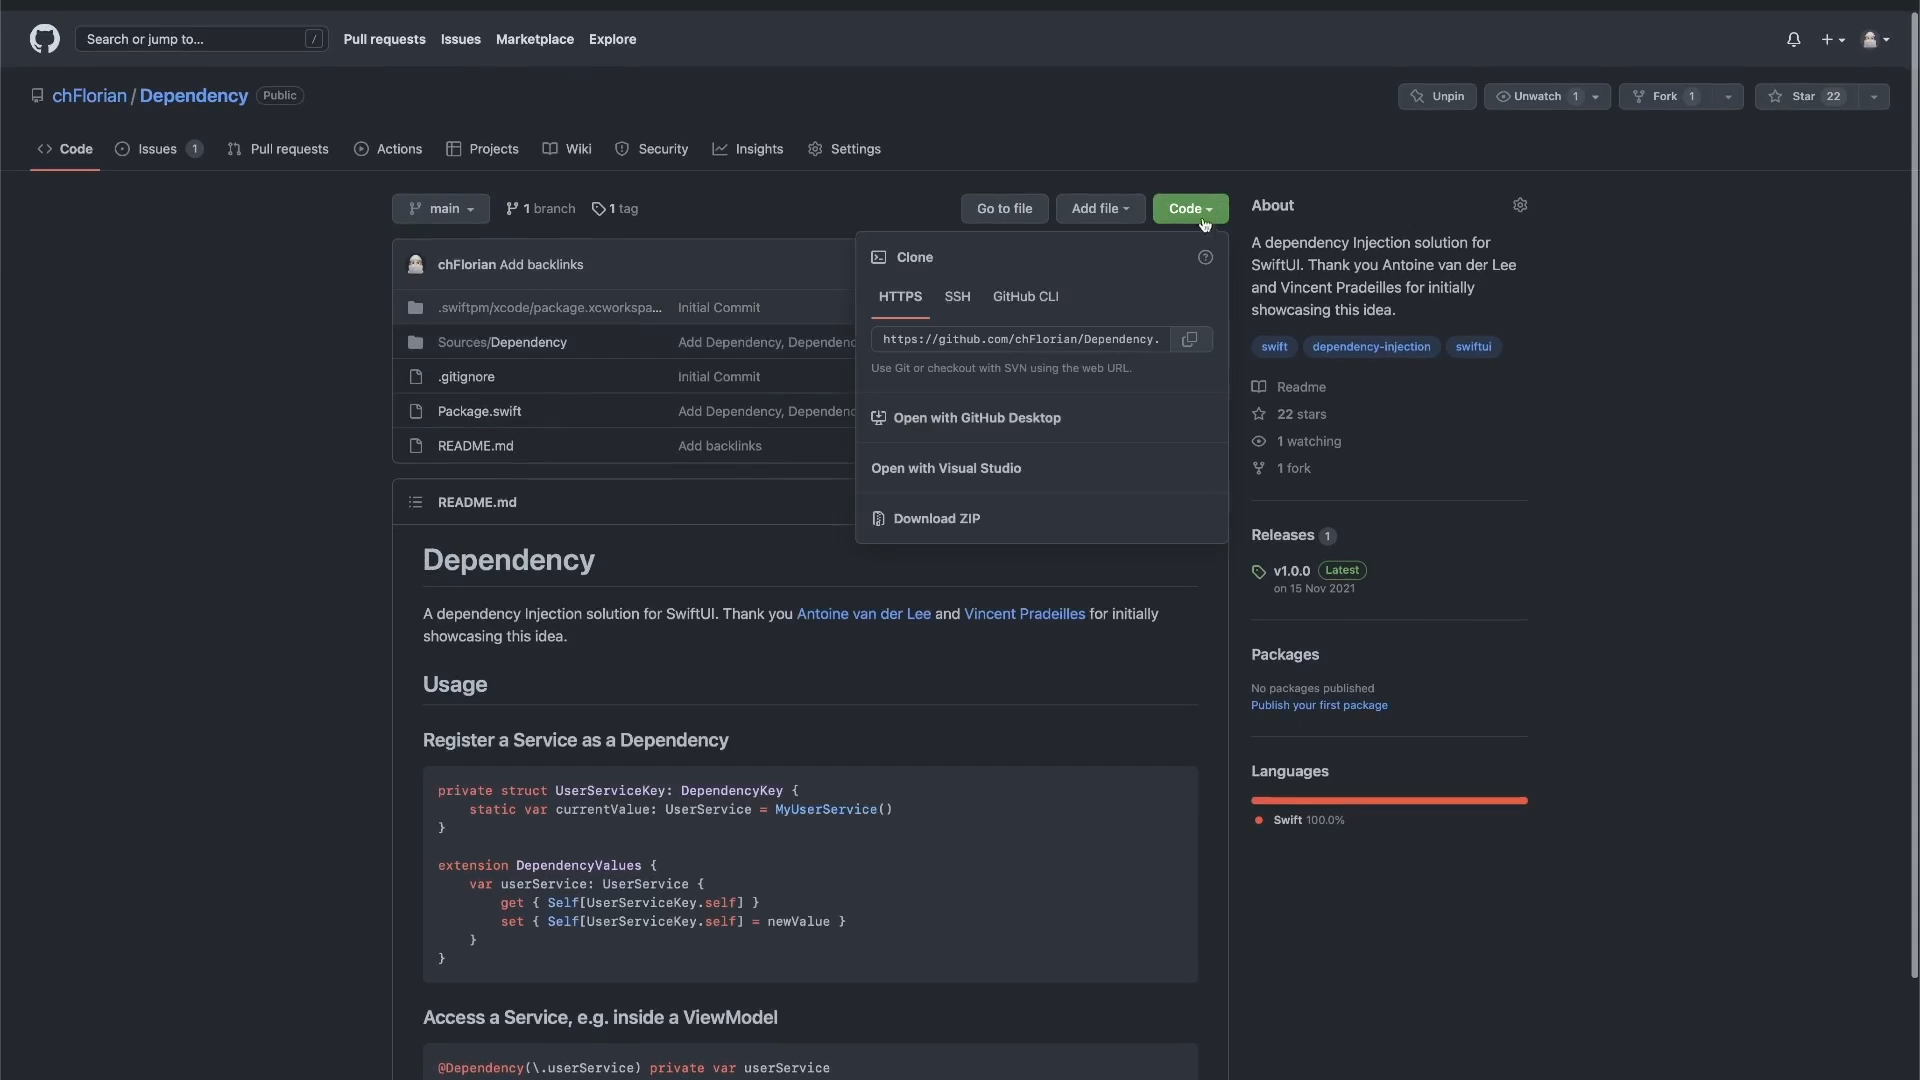 Search or jump to... /
Pull requests Issues Marketplace Explore
chFlorian / Dependency Public
Unpin Unwatch 1 Fork 1 Star 22
Code Issues 1 Pull requests Actions Projects Wiki Security Insights Settings
main 1 branch 1 tag
Go to file Add file Code
chFlorian Add backlinks
.swiftpm/xcode/package.xcworkspa... Initial Commit
Sources/Dependency Add Dependency, Dependenc
.gitignore Initial Commit
Package.swift Add Dependency, Dependenc
README.md Add backlinks
Clone
HTTPS SSH GitHub CLI
https://github.com/chFlorian/Dependency.
Use Git or checkout with SVN using the web URL.
Open with GitHub Desktop
Open with Visual Studio
Download ZIP
README.md
Dependency
A dependency Injection solution for SwiftUI. Thank you Antoine van der Lee and Vincent Pradeilles for initially
showcasing this idea.
Usage
Register a Service as a Dependency
private struct UserServiceKey: DependencyKey {
static var currentValue: UserService = MyUserService()
}
extension DependencyValues {
var userService: UserService {
get { Self[UserServiceKey.self] }
set { Self[UserServiceKey.self] = newValue }
}
}
Access a Service, e.g. inside a ViewModel
@Dependency(\.userService) private var userService
About
A dependency Injection solution for
SwiftUI. Thank you Antoine van der Lee
and Vincent Pradeilles for initially
showcasing this idea.
swift dependency-injection swiftui
Readme
22 stars
1 watching
1 fork
Releases 1
v1.0.0 Latest
on 15 Nov 2021
Packages
No packages published
Publish your first package
Languages
Swift 100.0%